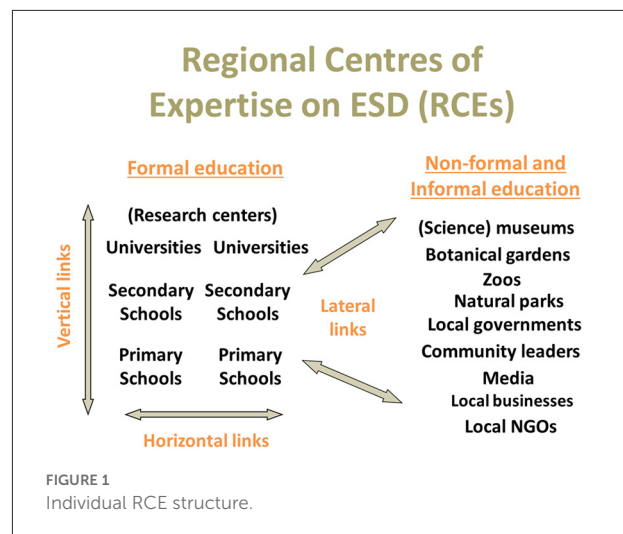 Regional Centres of
Expertise on ESD (RCEs)
Formal education
(Research centers)
Universities Universities
Secondary Secondary
Schools Schools
Primary Primary
Schools Schools
Vertical links
Horizontal links
Lateral
links
Non-formal and
Informal education
(Science) museums
Botanical gardens
Zoos
Natural parks
Local governments
Community leaders
Media
Local businesses
Local NGOs
FIGURE 1
Individual RCE structure.